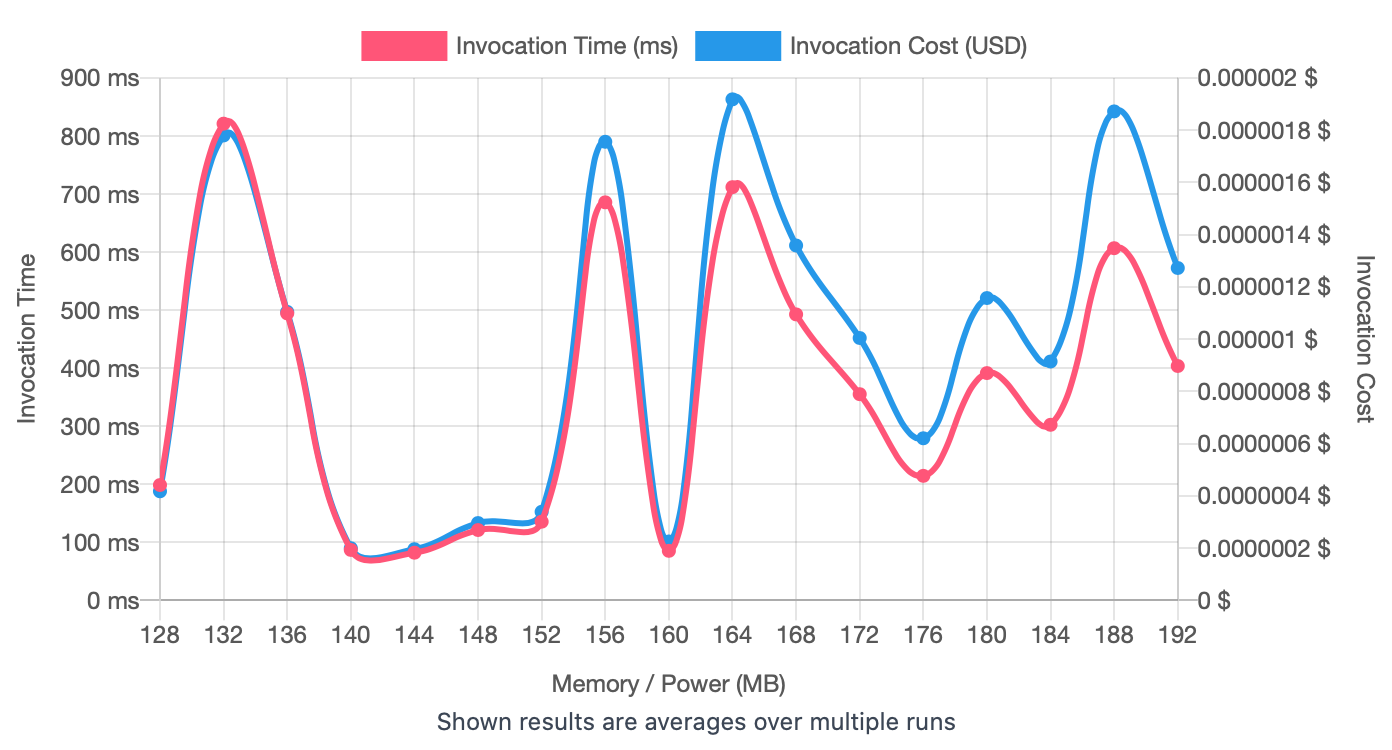 Invocation Time (ms) Invocation Cost (USD)
900 ms 0.000002 $
800 ms 0.0000018 $
700 ms 0.0000016 $
600 ms 0.0000014 $
500 ms 0.0000012 $
400 ms 0.000001 $
300 ms 0.0000008 $
200 ms 0.0000006 $
100 ms 0.0000004 $
0 ms 0.0000002 $
0 $
Invocation Time
Invocation Cost
128 132 136 140 144 148 152 156 160 164 168 172 176 180 184 188 192
Memory / Power (MB)
Shown results are averages over multiple runs